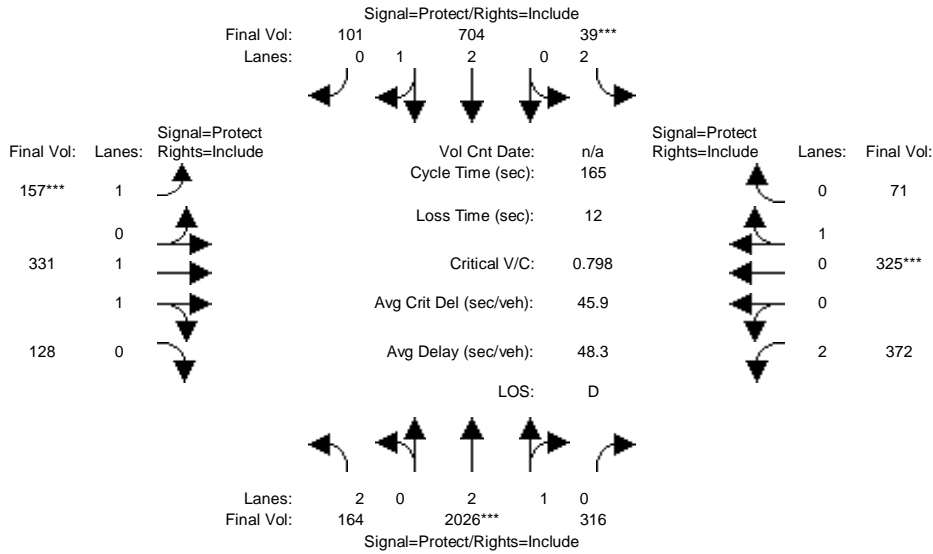 Signal=Protect/Rights=Include
Final Vol: 101 704 39***
Lanes: 0 1 2 0 2
Signal=Protect
Final Vol: Lanes: Rights=Include
Vol Cnt Date: n/a
Signal=Protect
Rights=Include Lanes: Final Vol:
Cycle Time (sec): 165
157*** 1
0 71
Loss Time (sec): 12
0
1
331 1
Critical V/C: 0.798
0 325***
1
Avg Crit Del (sec/veh): 45.9
0
128 0
Avg Delay (sec/veh): 48.3
2 372
LOS: D
Lanes: 2 0 2 1 0
Final Vol: 164 2026*** 316
Signal=Protect/Rights=Include